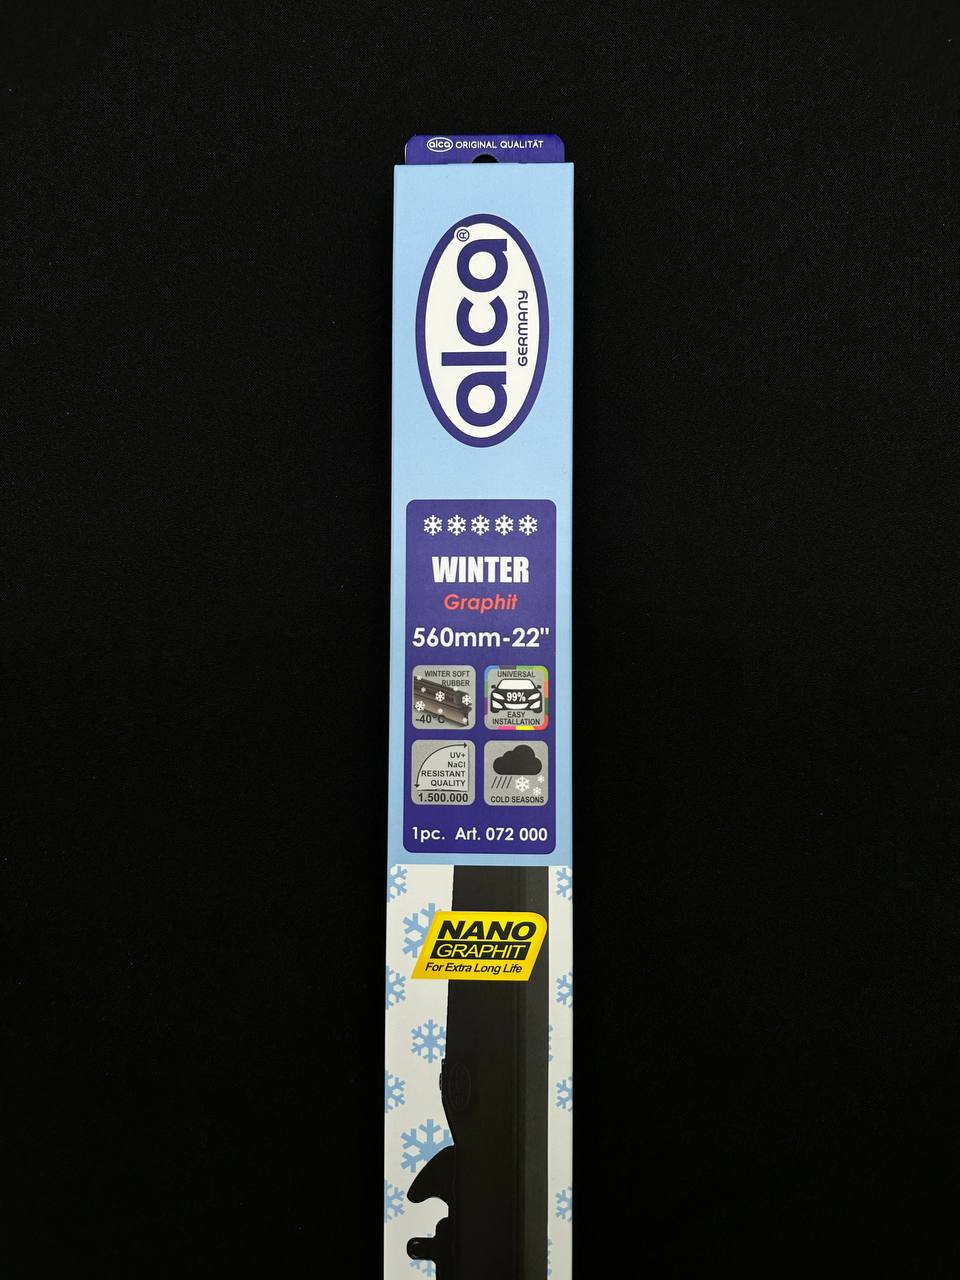 alca ORIGINAL QUALITÄT
alca®
GERMANY
WINTER
Graphit
560mm-22"
WINTER SOFT
RUBBER
-40°C
UNIVERSAL
99%
EASY
INSTALLATION
UV+
NaCl
RESISTANT
QUALITY
1.500.000
COLD SEASONS
1pc. Art. 072 000
NANO
GRAPHIT
For Extra Long Life